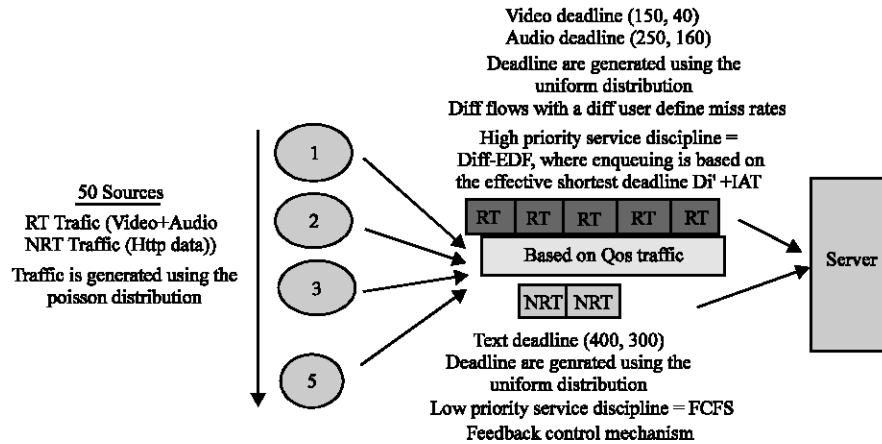 Video deadline (150, 40)
Audio deadline (250, 160)
Deadline are generated using the
uniform distribution
Diff flows with a diff user define miss rates
High priority service discipline =
Diff-EDF, where enqueuing is based on
the effective shortest deadline Di' +IAT
50 Sources
RT Trafic (Video+Audio
NRT Traffic (Http data))
Traffic is generated using the
poisson distribution
1
2
3
5
RT RT RT RT RT
Based on Qos traffic
NRT NRT
Server
Text deadline (400, 300)
Deadline are genrated using the
uniform distribution
Low priority service discipline = FCFS
Feedback control mechanism